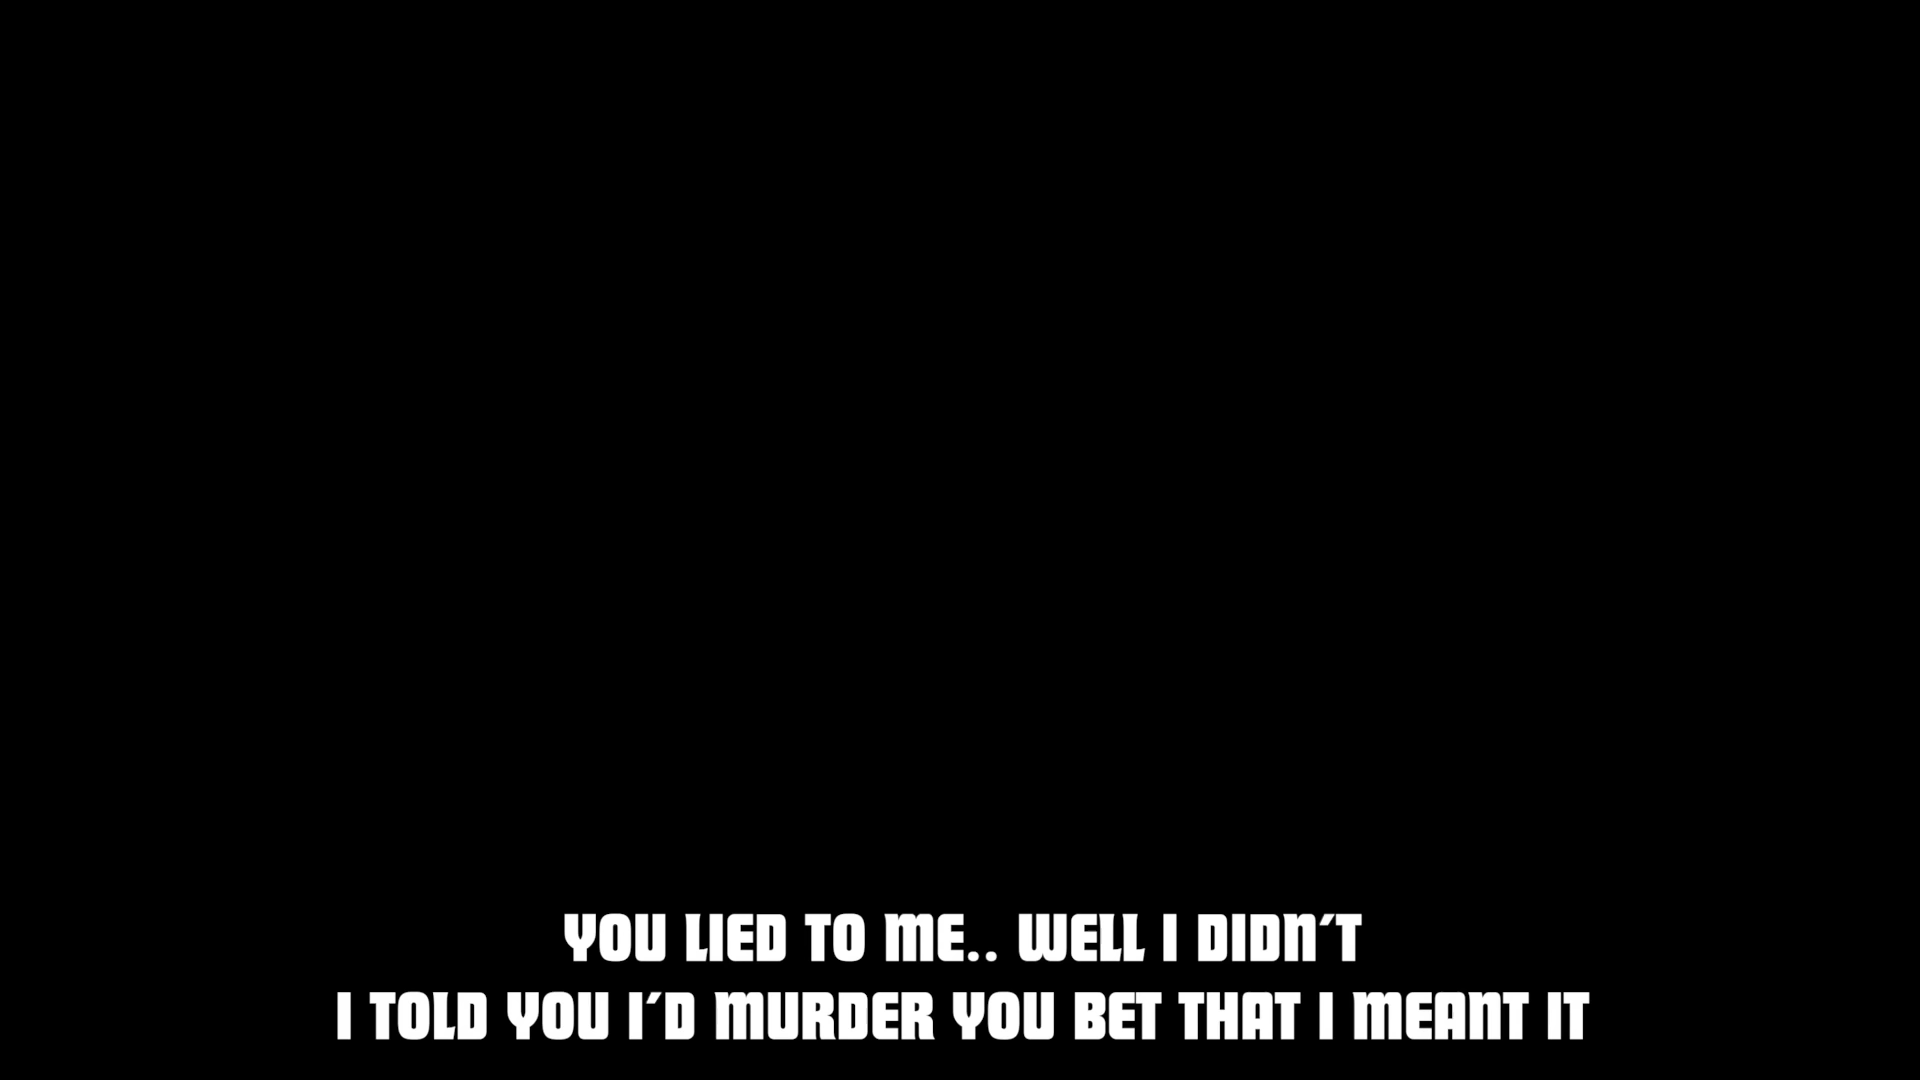 YOU LIED TO ME.. WELL I DIDN'T
I TOLD YOU I'D MURDER YOU BET THAT I MEANT IT